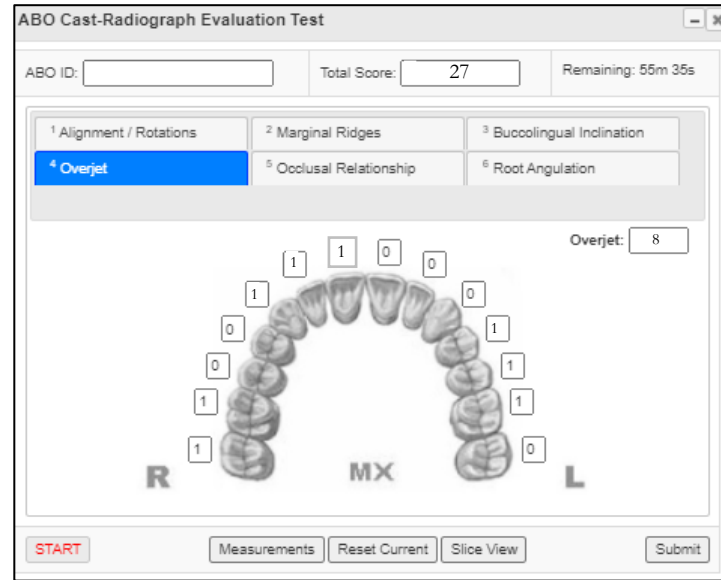 ABO Cast-Radiograph Evaluation Test
ABO ID: Total Score: 27 Remaining: 55m 35s
1 Alignment / Rotations 2 Marginal Ridges 3 Buccolingual Inclination
4 Overjet 5 Occlusal Relationship 6 Root Angulation
Overjet: 8
1 1 0 0
1 0
0 1
0 1
1 1
1 0
R MX L
START Measurements Reset Current Slice View Submit